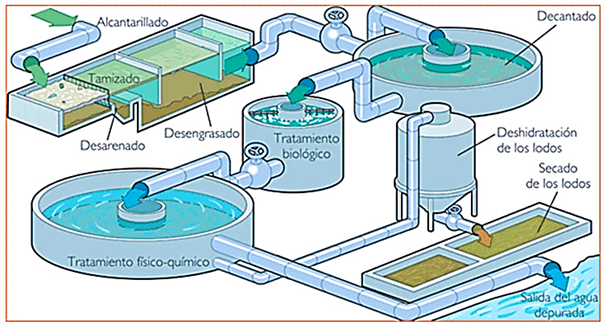 Alcantarillado
Decantado
Tamizado
Desarenado
Desengrasado
Tratamiento
biológico
Deshidratación
de los lodos
Secado
de los lodos
Tratamiento físico-químico
Salida del agua
depurada